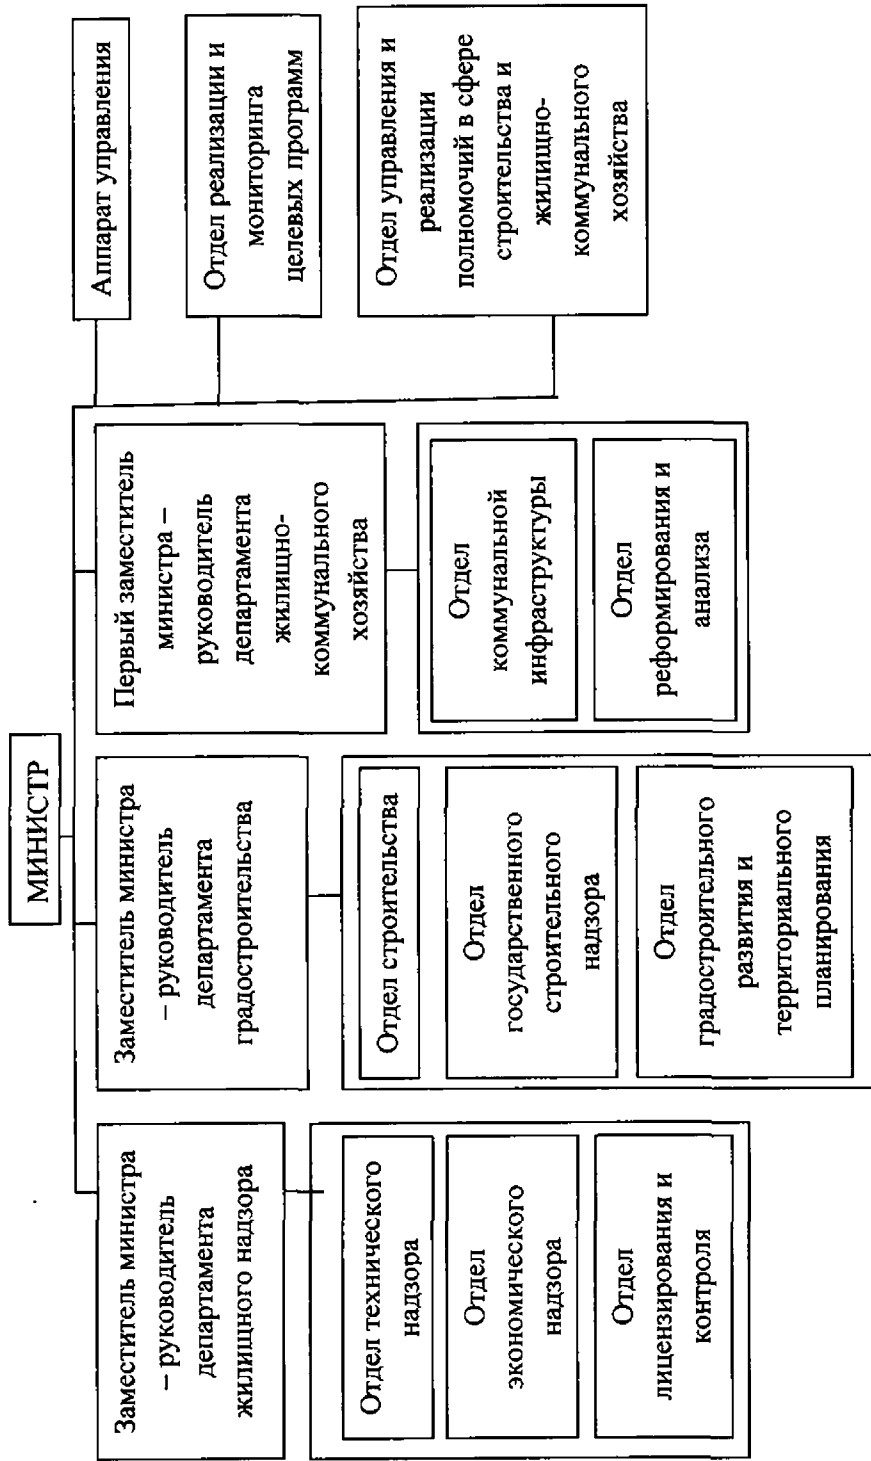 МИНИСТР
Заместитель министра
– руководитель
департамента
жилищного надзора
Отдел технического
надзора
Отдел
экономического
надзора
Отдел
лицензирования и
контроля
Заместитель министра
– руководитель
департамента
градостроительства
Отдел строительства
Отдел
государственного
строительного
надзора
Отдел
градостроительного
развития и
территориального
планирования
Первый заместитель
министра –
руководитель
департамента
жилищно-
коммунального
хозяйства
Отдел
коммунальной
инфраструктуры
Отдел
реформирования и
анализа
Аппарат управления
Отдел реализации и
мониторинга
целевых программ
Отдел управления и
реализации
полномочий в сфере
строительства и
жилищно-
коммунального
хозяйства